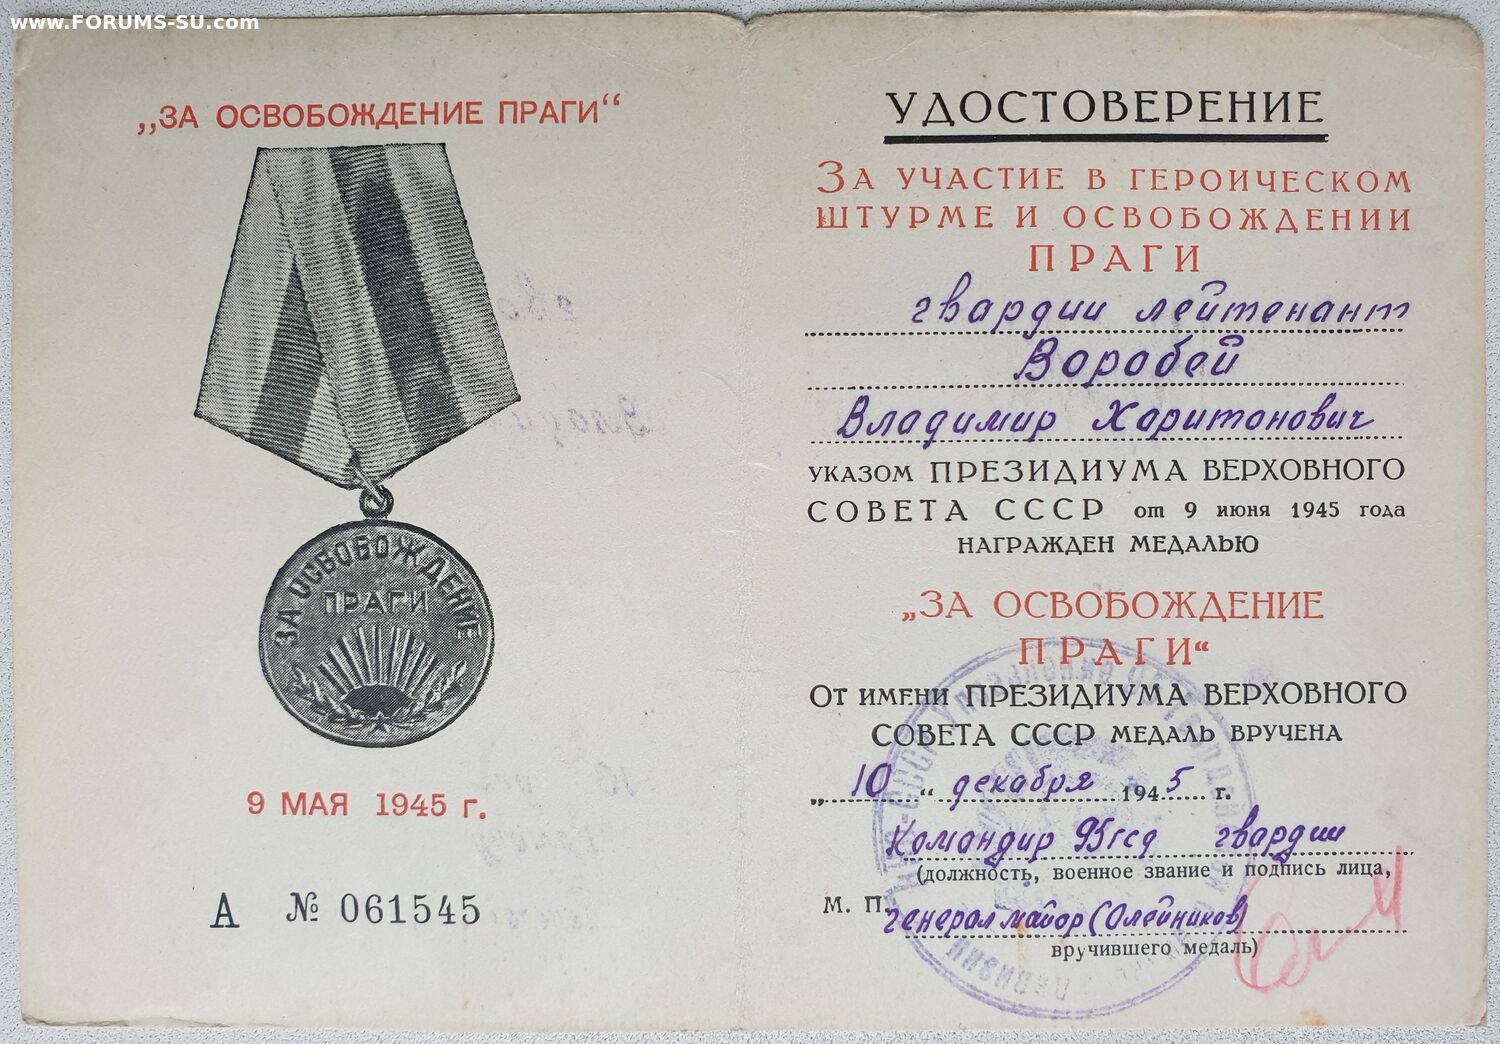 www.FORUMS-SU.com
„ЗА ОСВОБОЖДЕНИЕ ПРАГИ“
ЗА ОСВОБОЖДЕНИЕ
ПРАГИ
9 МАЯ 1945 г.
А № 061545
УДОСТОВЕРЕНИЕ
ЗА УЧАСТИЕ В ГЕРОИЧЕСКОМ
ШТУРМЕ И ОСВОБОЖДЕНИИ
ПРАГИ
гвардии лейтенант
Воробей
Владимир Харитонович
УКАЗОМ ПРЕЗИДИУМА ВЕРХОВНОГО
СОВЕТА СССР от 9 июня 1945 года
НАГРАЖДЕН МЕДАЛЬЮ
„ЗА ОСВОБОЖДЕНИЕ
ПРАГИ“
ОТ ИМЕНИ ПРЕЗИДИУМА ВЕРХОВНОГО
СОВЕТА СССР МЕДАЛЬ ВРУЧЕНА
„10“ декабря 1945 г.
Командир 95 гсд гвардии
(должность, военное звание и подпись лица,
М. П. генерал майор (Олейников)
вручившего медаль)